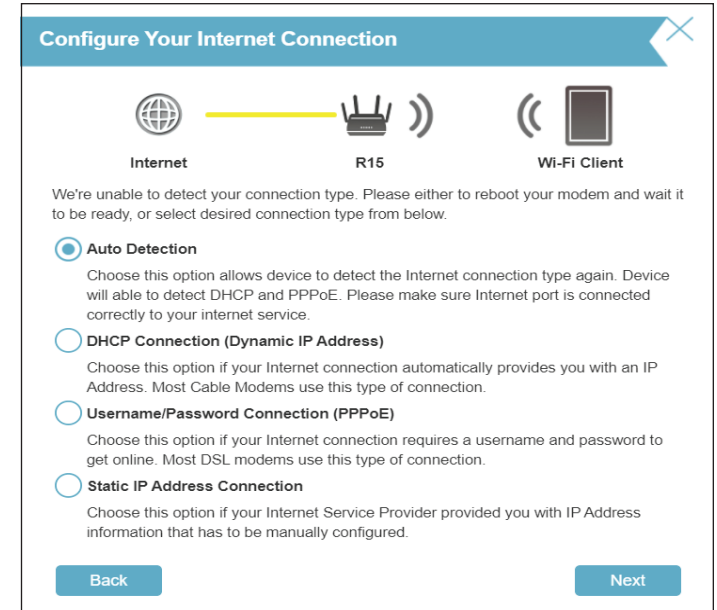 Configure Your Internet Connection
Internet R15 Wi-Fi Client
We're unable to detect your connection type. Please either to reboot your modem and wait it
to be ready, or select desired connection type from below.
Auto Detection
Choose this option allows device to detect the Internet connection type again. Device
will able to detect DHCP and PPPoE. Please make sure Internet port is connected
correctly to your internet service.
DHCP Connection (Dynamic IP Address)
Choose this option if your Internet connection automatically provides you with an IP
Address. Most Cable Modems use this type of connection.
Username/Password Connection (PPPoE)
Choose this option if your Internet connection requires a username and password to
get online. Most DSL modems use this type of connection.
Static IP Address Connection
Choose this option if your Internet Service Provider provided you with IP Address
information that has to be manually configured.
Back Next